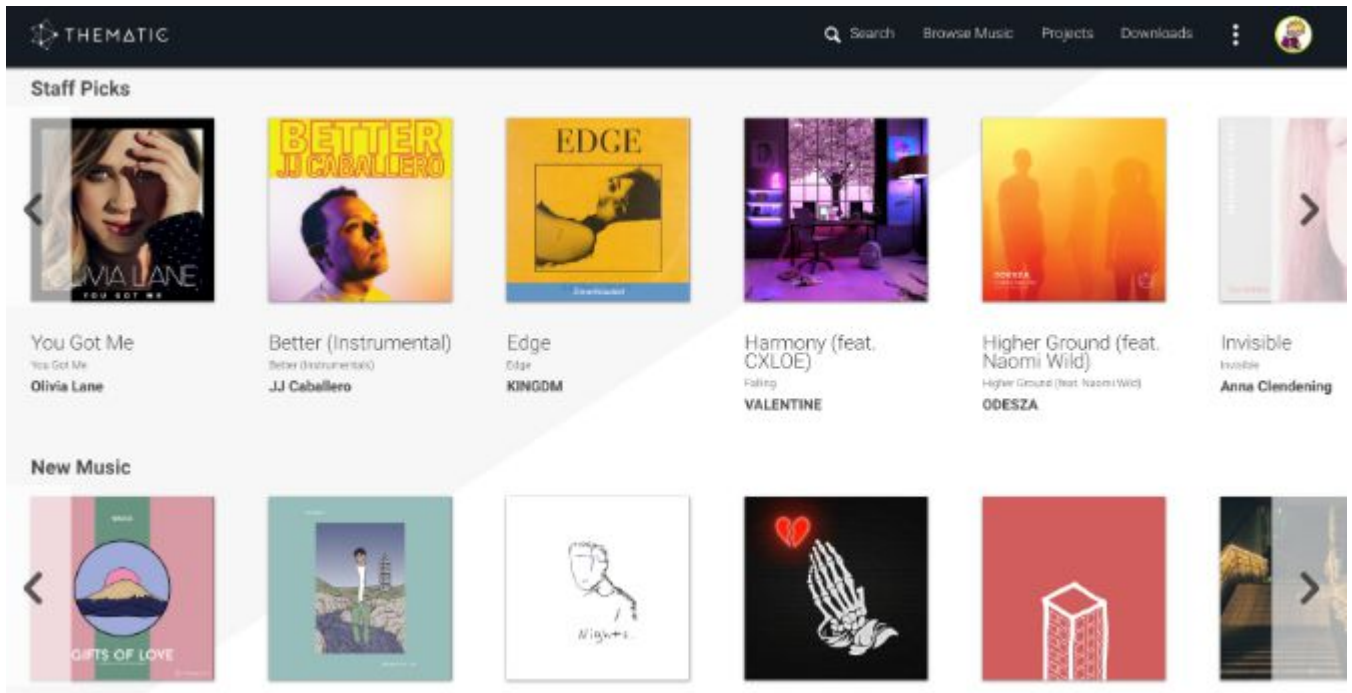 THEMATIC
Search Browse Music Projects Downloads
Staff Picks
OLIVIA LANE
YOU GOT ME
BETTER
JJ CABALLERO
EDGE
Downloaded
ODESZA
You Got Me
You Got Me
Olivia Lane
Better (Instrumental)
Better (Instrumentals)
JJ Caballero
Edge
Edge
KINGDM
Harmony (feat.
CXLOE)
Falling
VALENTINE
Higher Ground (feat.
Naomi Wild)
Higher Ground (feat. Naomi Wild)
ODESZA
Invisible
Invisible
Anna Clendening
New Music
GIFTS OF LOVE
Nights